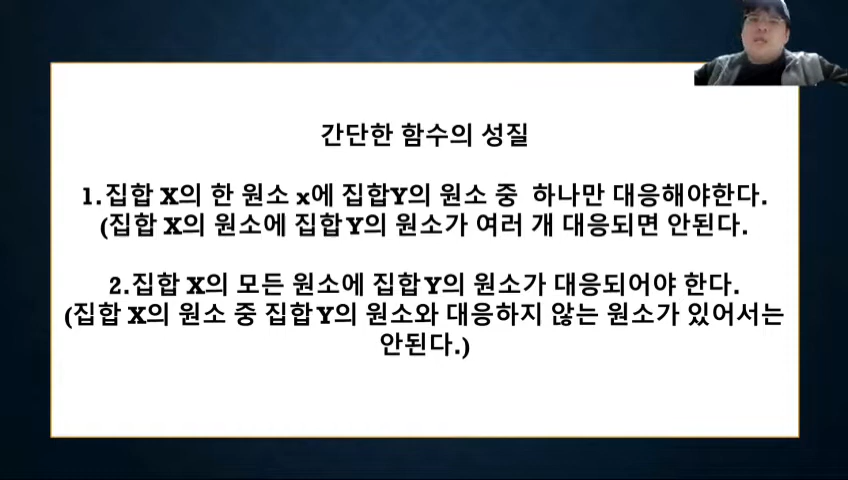 간단한 함수의 성질
1.집합 X의 한 원소 x에 집합Y의 원소 중 하나만 대응해야한다.
(집합 X의 원소에 집합Y의 원소가 여러 개 대응되면 안된다.
2.집합 X의 모든 원소에 집합Y의 원소가 대응되어야 한다.
(집합 X의 원소 중 집합Y의 원소와 대응하지 않는 원소가 있어서는
안된다.)